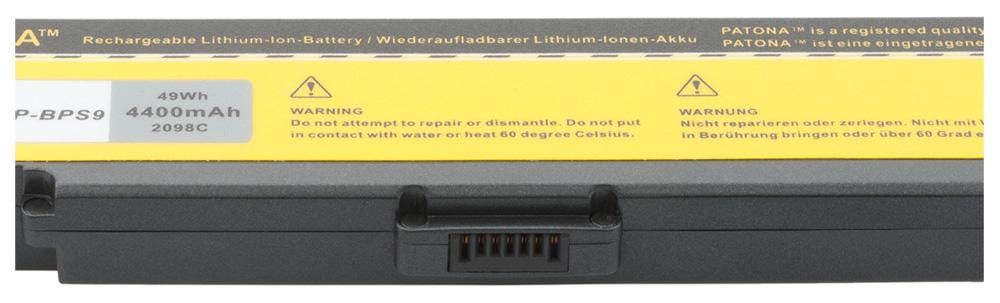 A™ Rechargeable Lithium-Ion-Battery / Wiederaufladbarer Lithium-Ionen-Akku
PATONA™ is a registered quality
PATONA™ ist eine eingetragene
P-BPS9
49Wh
4400mAh
2098C
WARNING
Do not attempt to repair or dismantle. Do not put
in contact with water or heat 60 degree Celsius.
WARNUNG
Nicht reparieren oder zerlegen. Nicht mit
in Berührung bringen oder über 60 Grad